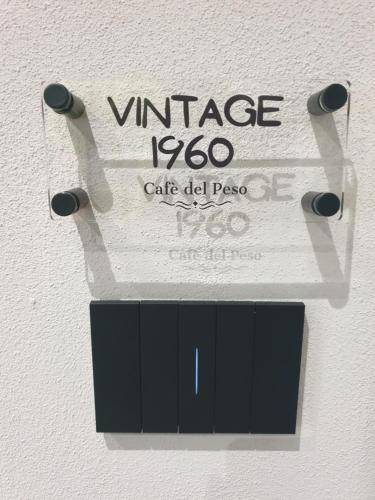 VINTAGE
1960
Cafè del Peso